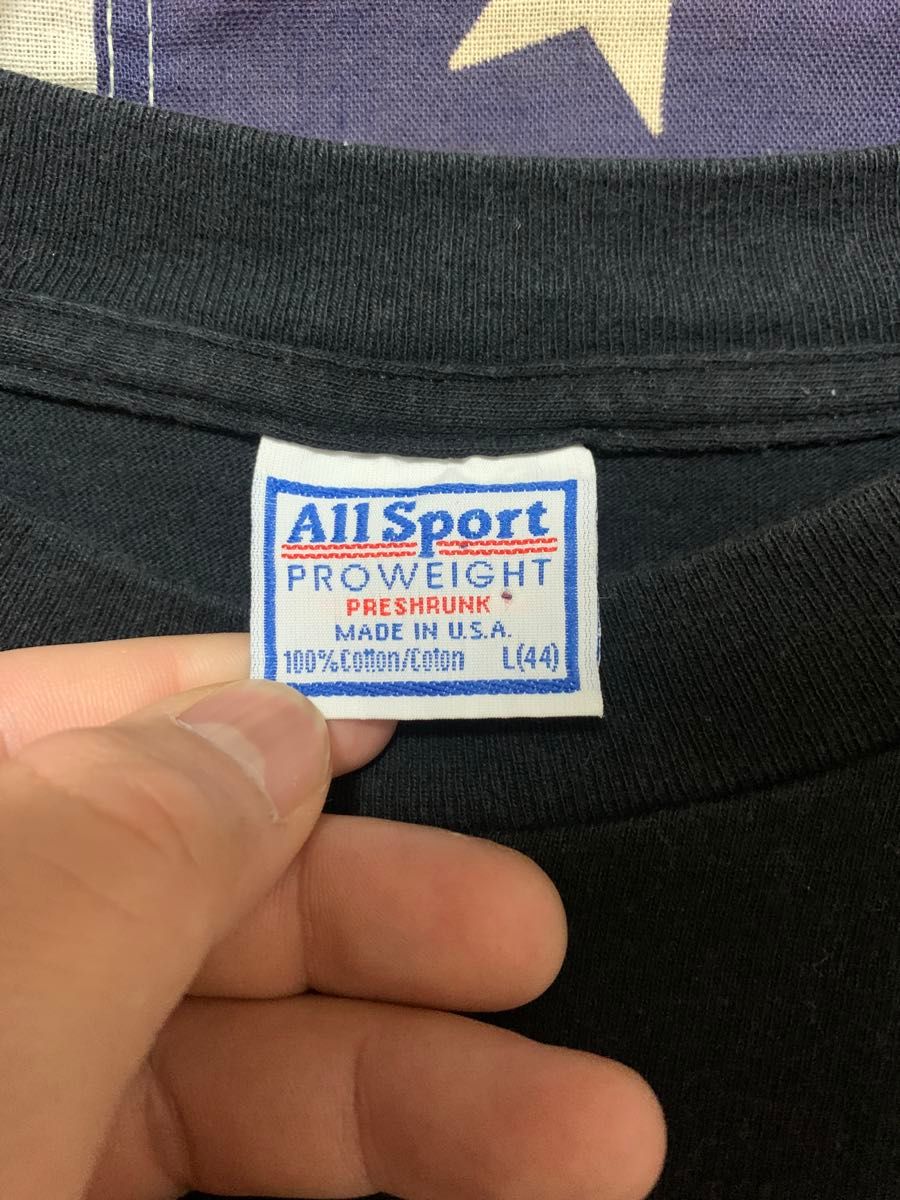 All Sport
PROWEIGHT
PRESHRUNK
MADE IN U.S.A.
100% Cotton/Coton L(44)